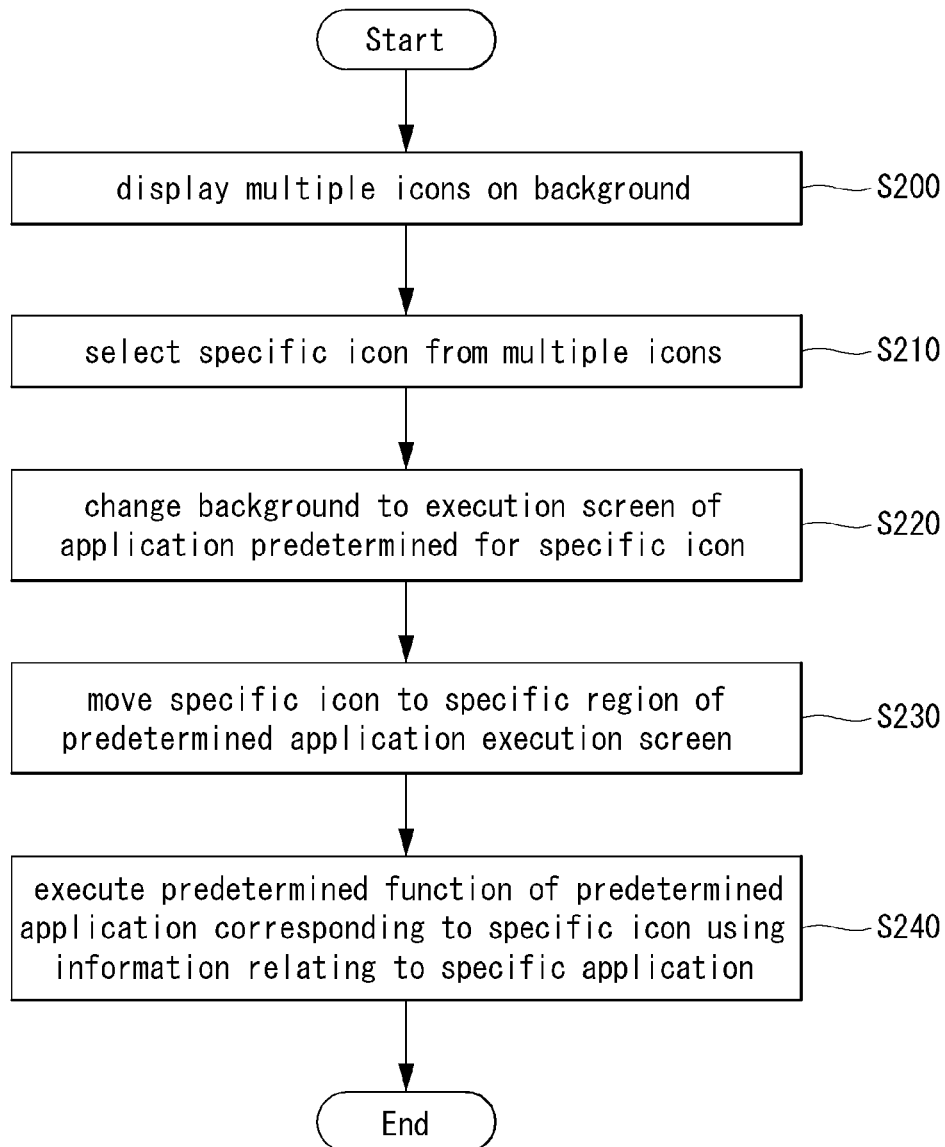 Start
display multiple icons on background
S200
select specific icon from multiple icons
S210
change background to execution screen of
application predetermined for specific icon
S220
move specific icon to specific region of
predetermined application execution screen
S230
execute predetermined function of predetermined
application corresponding to specific icon using
information relating to specific application
S240
End